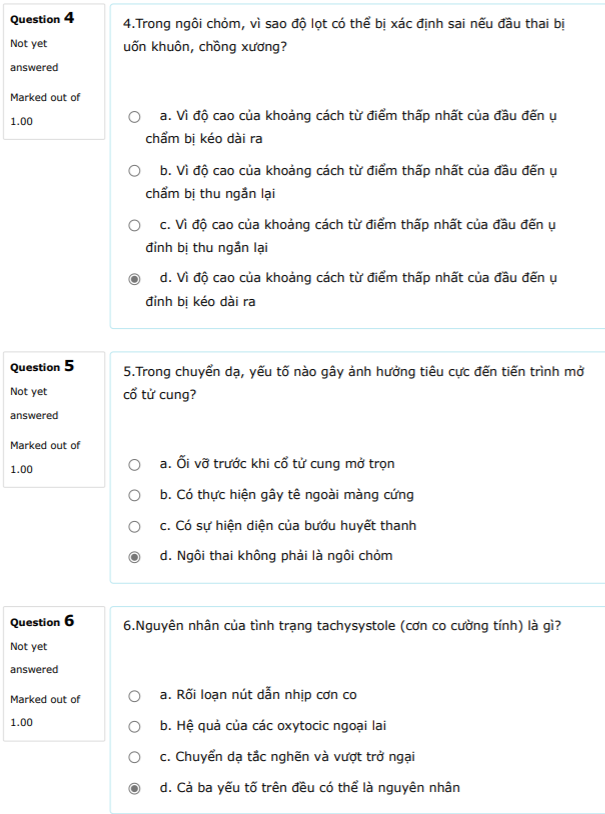 Question 4
Not yet
answered
Marked out of
1.00
4.Trong ngôi chỏm, vì sao độ lọt có thể bị xác định sai nếu đầu thai bị
uốn khuôn, chồng xương?
a. Vì độ cao của khoảng cách từ điểm thấp nhất của đầu đến ụ
chẩm bị kéo dài ra
b. Vì độ cao của khoảng cách từ điểm thấp nhất của đầu đến ụ
chẩm bị thu ngắn lại
c. Vì độ cao của khoảng cách từ điểm thấp nhất của đầu đến ụ
đỉnh bị thu ngắn lại
d. Vì độ cao của khoảng cách từ điểm thấp nhất của đầu đến ụ
đỉnh bị kéo dài ra
Question 5
Not yet
answered
Marked out of
1.00
5.Trong chuyển dạ, yếu tố nào gây ảnh hưởng tiêu cực đến tiến trình mở
cổ tử cung?
a. Ối vỡ trước khi cổ tử cung mở trọn
b. Có thực hiện gây tê ngoài màng cứng
c. Có sự hiện diện của bướu huyết thanh
d. Ngôi thai không phải là ngôi chỏm
Question 6
Not yet
answered
Marked out of
1.00
6.Nguyên nhân của tình trạng tachysystole (cơn co cường tính) là gì?
a. Rối loạn nút dẫn nhịp cơn co
b. Hệ quả của các oxytocic ngoại lai
c. Chuyển dạ tắc nghẽn và vượt trở ngại
d. Cả ba yếu tố trên đều có thể là nguyên nhân